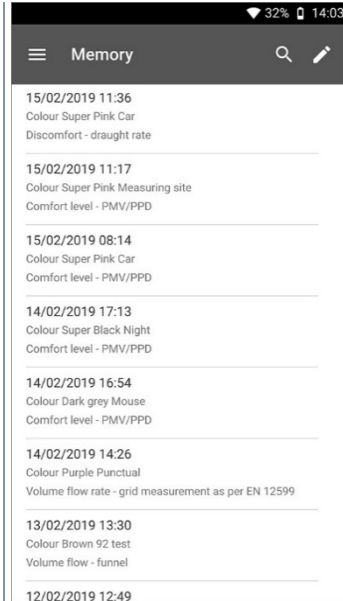 32% 14:03
Memory
15/02/2019 11:36
Colour Super Pink Car
Discomfort - draught rate
15/02/2019 11:17
Colour Super Pink Measuring site
Comfort level - PMV/PPD
15/02/2019 08:14
Colour Super Pink Car
Comfort level - PMV/PPD
14/02/2019 17:13
Colour Super Black Night
Comfort level - PMV/PPD
14/02/2019 16:54
Colour Dark grey Mouse
Comfort level - PMV/PPD
14/02/2019 14:26
Colour Purple Punctual
Volume flow rate - grid measurement as per EN 12599
13/02/2019 13:30
Colour Brown 92 test
Volume flow - funnel
12/02/2019 12:49